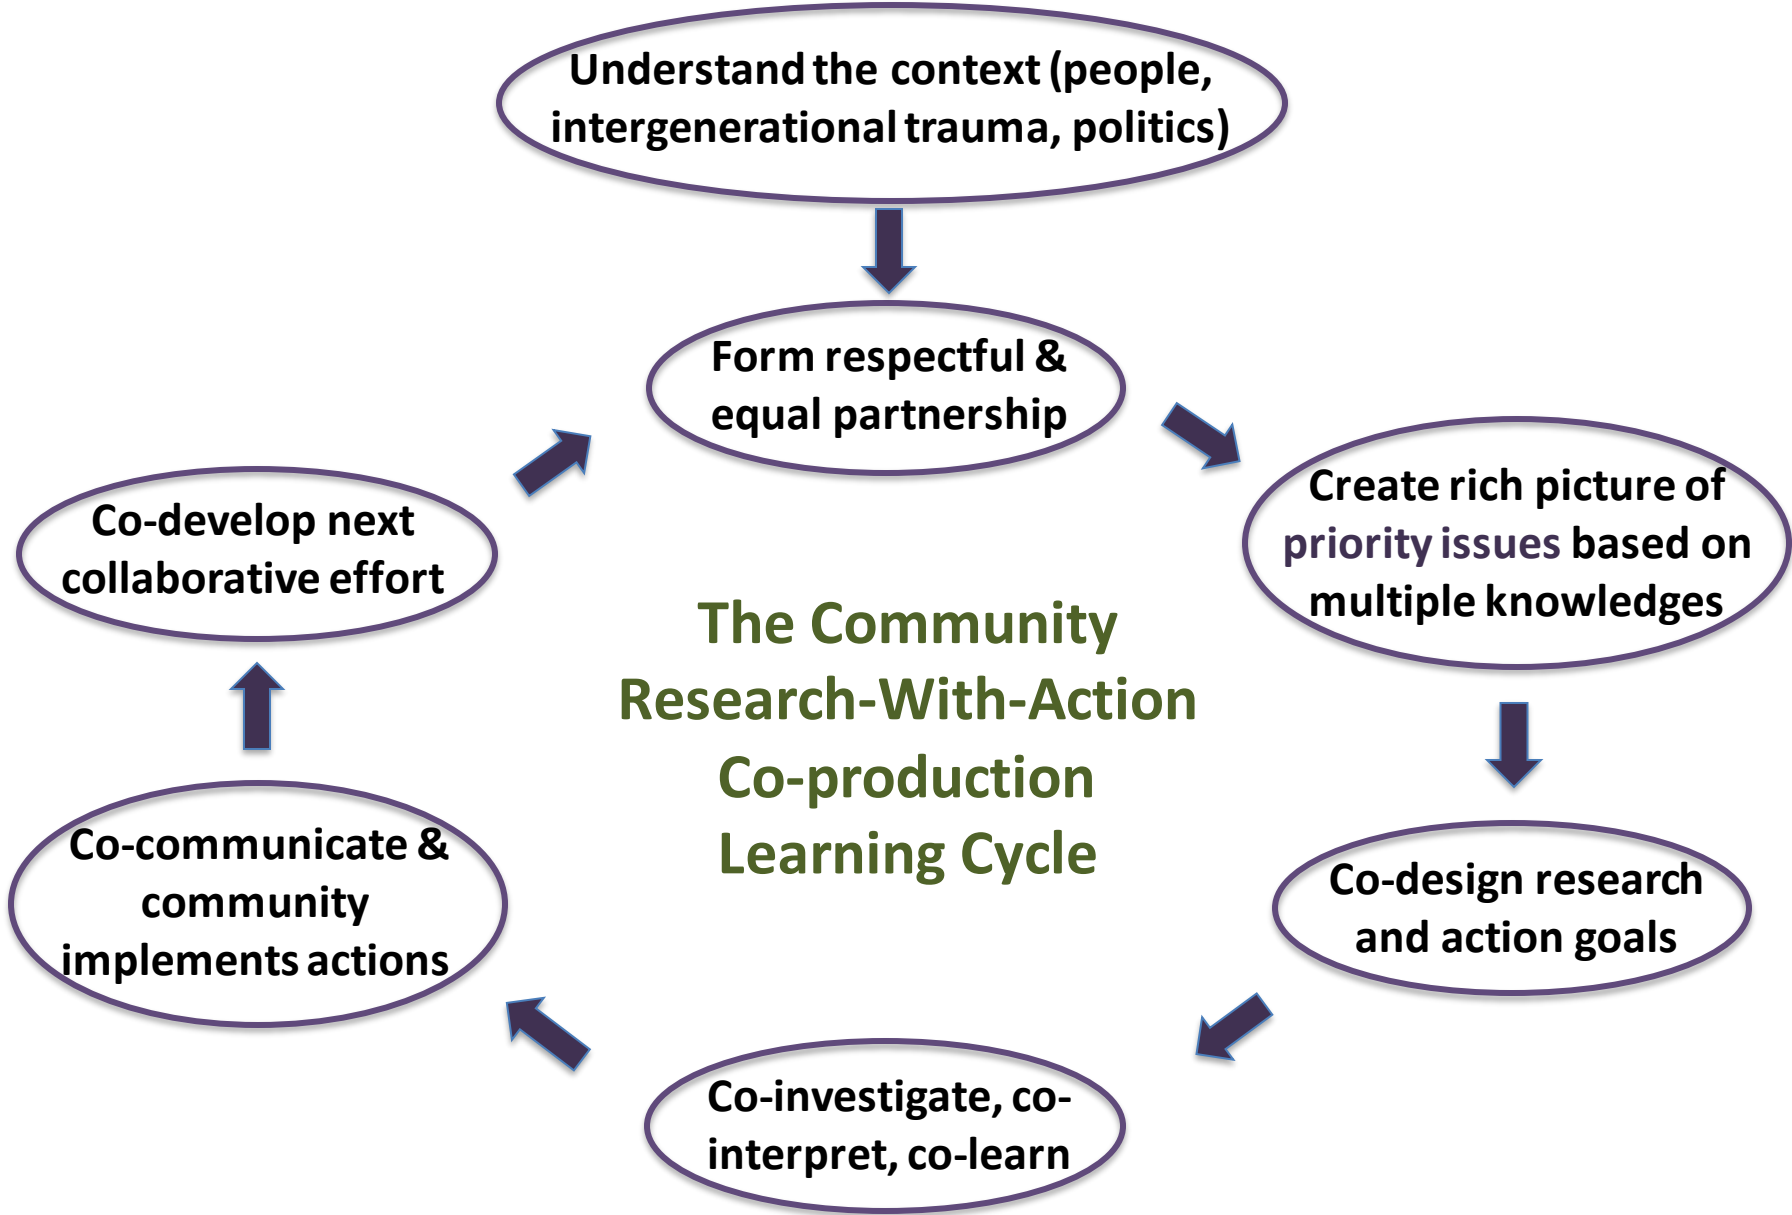 Understand the context (people,
intergenerational trauma, politics)
Form respectful &
equal partnership
Create rich picture of
priority issues based on
multiple knowledges
Co-design research
and action goals
Co-investigate, co-
interpret, co-learn
Co-communicate &
community
implements actions
Co-develop next
collaborative effort
The Community
Research-With-Action
Co-production
Learning Cycle